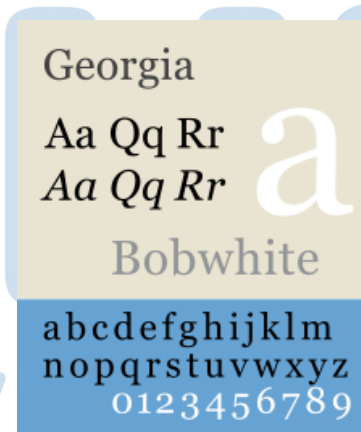 Georgia
Aa Qq Rr
Aa Qq Rr
a
Bobwhite
abcdefghijklm
nopqrstuvwxyz
0123456789